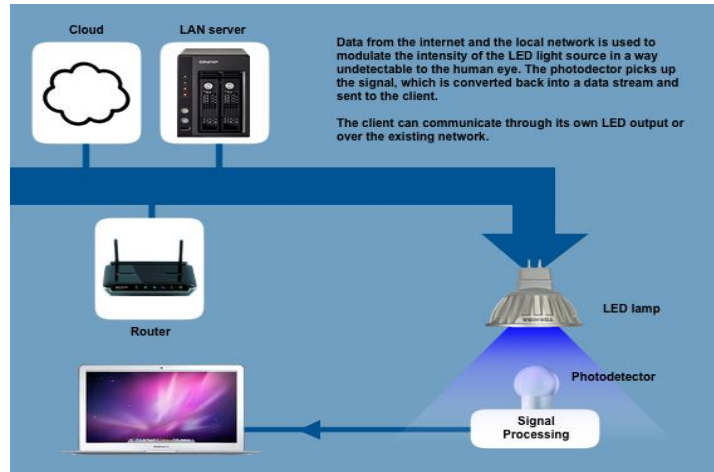 Cloud
LAN server
Data from the internet and the local network is used to
modulate the intensity of the LED light source in a way
undetectable to the human eye. The photodector picks up
the signal, which is converted back into a data stream and
sent to the client.
The client can communicate through its own LED output or
over the existing network.
Router
LED lamp
Photodetector
Signal
Processing